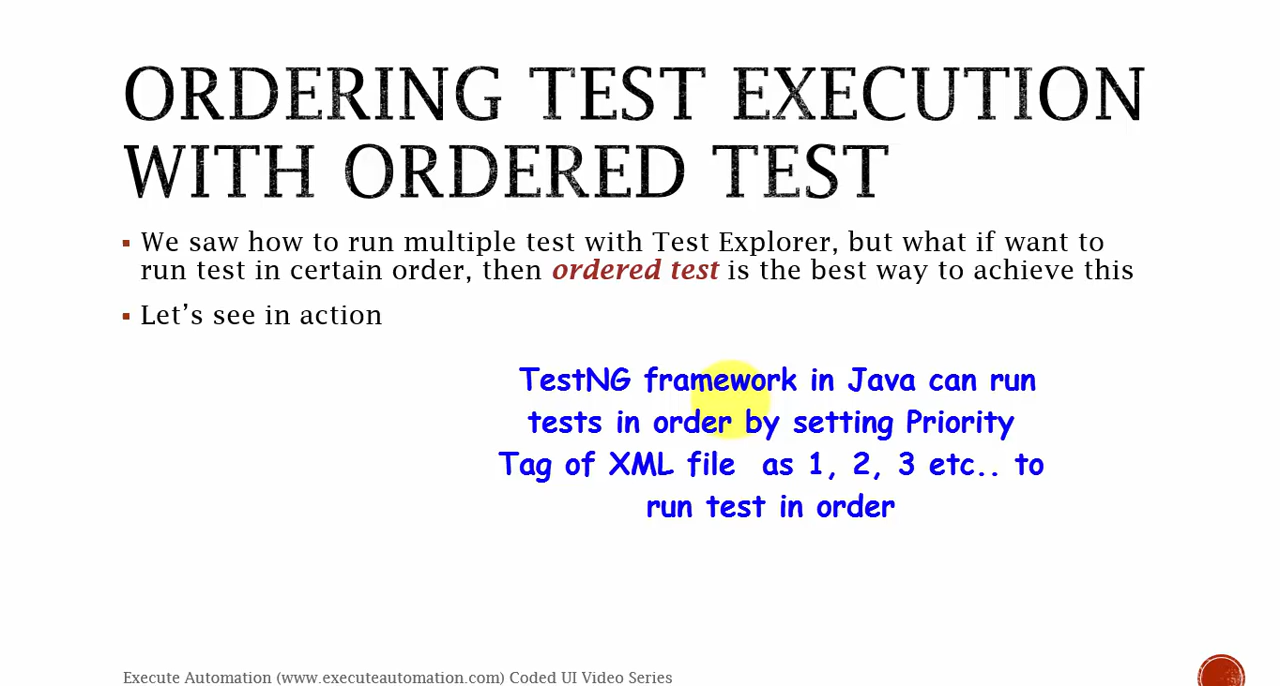 ORDERING TEST EXECUTION
WITH ORDERED TEST
▪ We saw how to run multiple test with Test Explorer, but what if want to
run test in certain order, then ordered test is the best way to achieve this
▪ Let's see in action
TestNG framework in Java can run
tests in order by setting Priority
Tag of XML file as 1, 2, 3 etc.. to
run test in order
Execute Automation (www.executeautomation.com) Coded UI Video Series